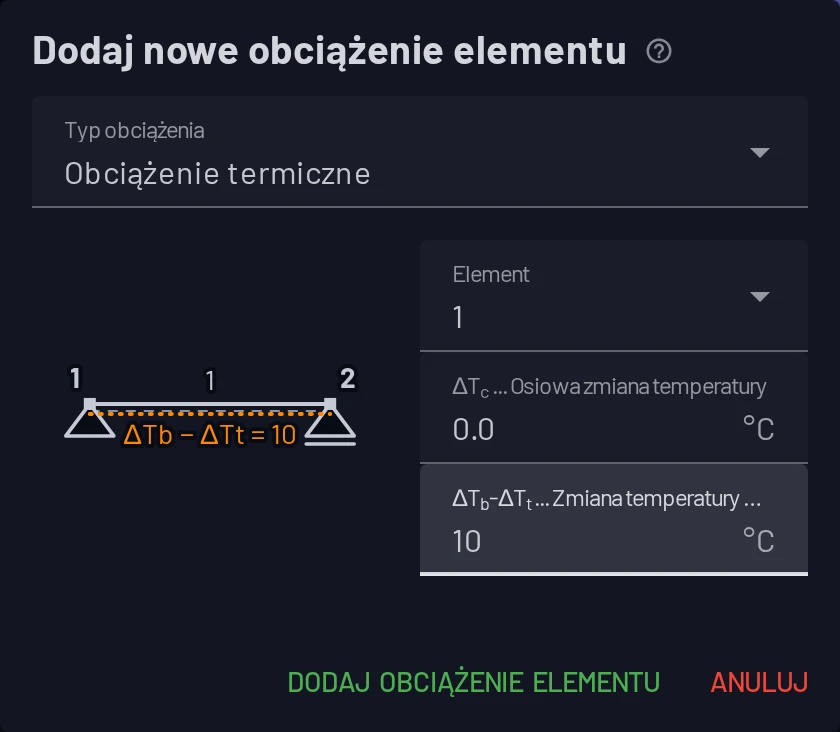 Dodaj nowe obciążenie elementu ?
Typ obciążenia
Obciążenie termiczne
Element
1
1 1 2
ΔTb − ΔTt = 10
ΔTc ... Osiowa zmiana temperatury
0.0 °C
ΔTb-ΔTt ... Zmiana temperatury ...
10 °C
DODAJ OBCIĄŻENIE ELEMENTU ANULUJ